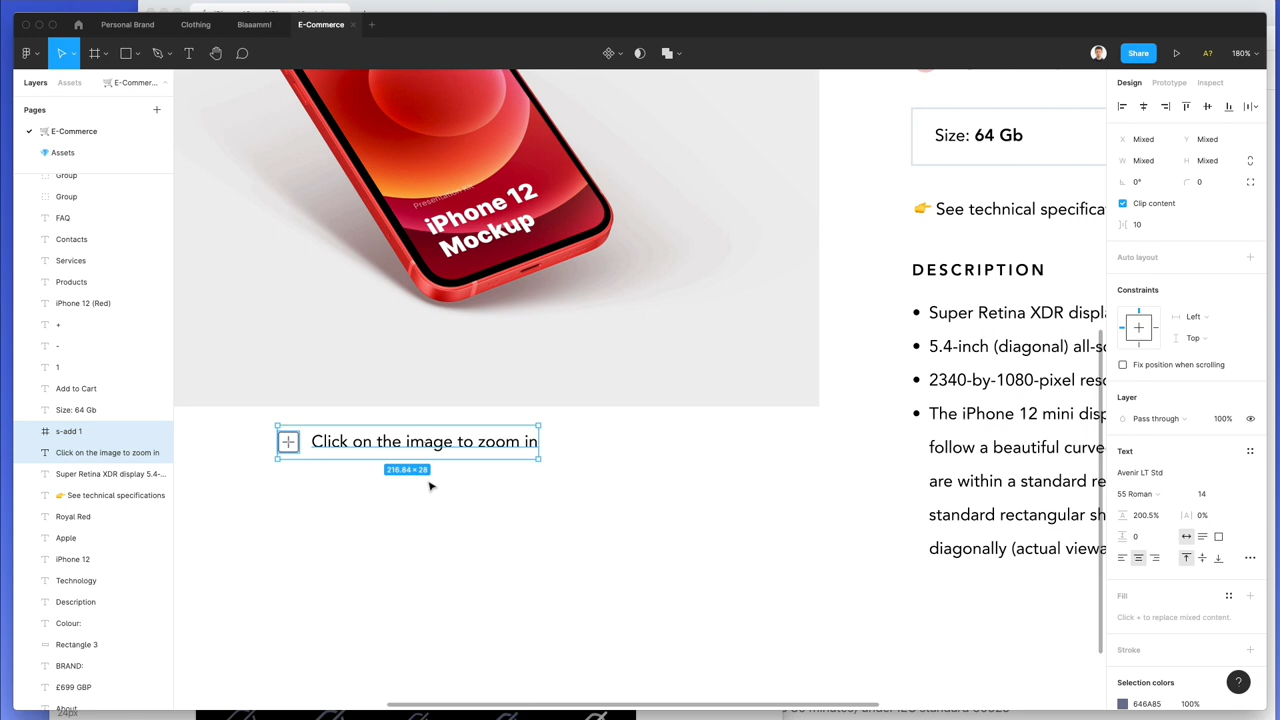 Personal Brand
Clothing
Blaaamml
E-Commerce
Share
A?
180%
Layers
Assets
E-Commer...
Pages
E-Commerce
Assets
Group
Group
FAQ
Contacts
Services
Products
iPhone 12 (Red)
+
-
1
Add to Cart
Size: 64 Gb
s-add 1
Click on the image to zoom in
Super Retina XDR display 5.4-...
👉 See technical specifications
Royal Red
Apple
iPhone 12
Technology
Description
Colour:
Rectangle 3
BRAND:
£699 GBP
About
24px
iPhone 12
Mockup
Click on the image to zoom in
216.84 × 28
Size: 64 Gb
👉 See technical specifica
DESCRIPTION
• Super Retina XDR displ
• 5.4-inch (diagonal) all-sc
• 2340-by-1080-pixel reso
• The iPhone 12 mini disp
follow a beautiful curve
are within a standard re
standard rectangular sh
diagonally (actual viewa
Design
Prototype
Inspect
X Mixed
Y Mixed
W Mixed
H Mixed
0°
0
Clip content
10
Auto layout
Constraints
Left
Top
Fix position when scrolling
Layer
Pass through
100%
Text
Avenir LT Std
55 Roman
14
200.5%
0%
0
Fill
Click + to replace mixed content.
Stroke
Selection colors
646A85
100%
?